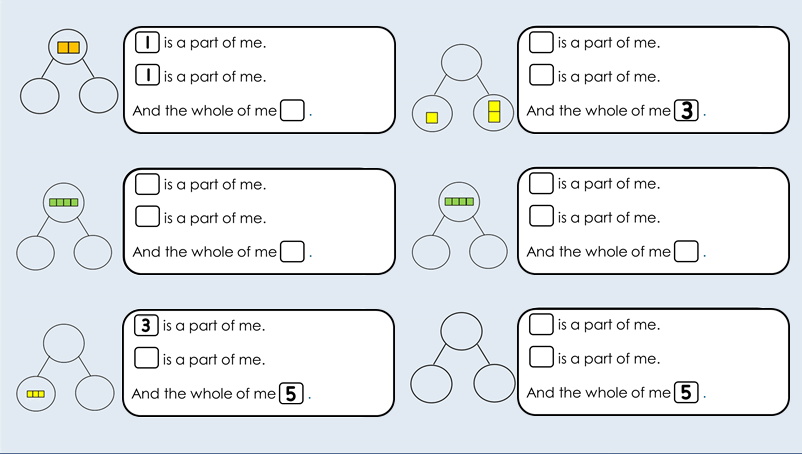 1 is a part of me.
1 is a part of me.
And the whole of me .
is a part of me.
is a part of me.
And the whole of me 3 .
is a part of me.
is a part of me.
And the whole of me .
is a part of me.
is a part of me.
And the whole of me .
3 is a part of me.
is a part of me.
And the whole of me 5 .
is a part of me.
is a part of me.
And the whole of me 5 .